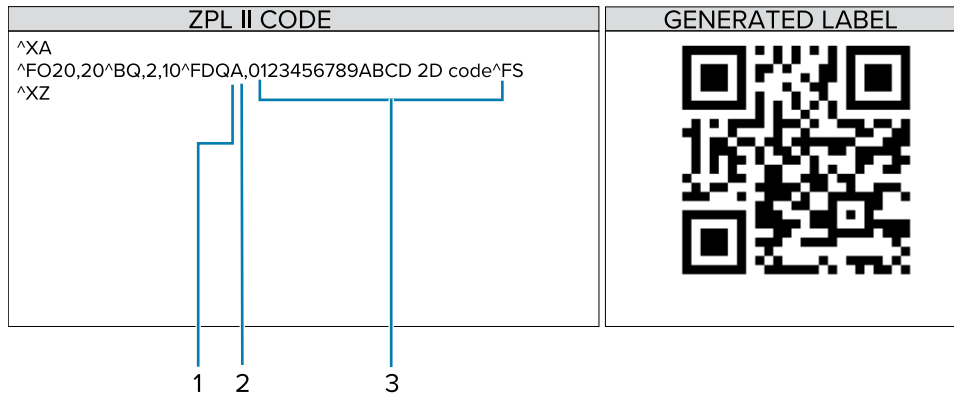 ZPL II CODE
GENERATED LABEL
^XA
^FO20,20^BQ,2,10^FDQA,0123456789ABCD 2D code^FS
^XZ
1 2 3